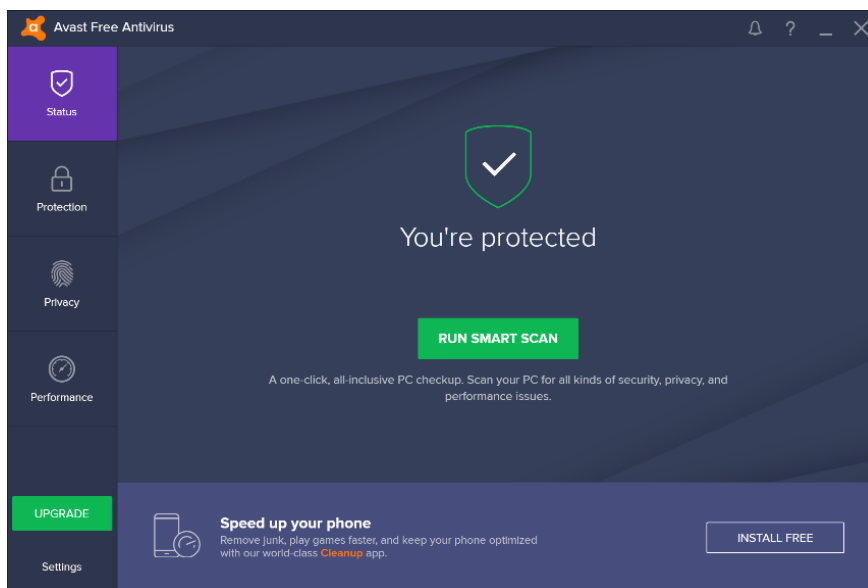 Avast Free Antivirus
?
Status
Protection
Privacy
Performance
UPGRADE
Settings
You're protected
RUN SMART SCAN
A one-click, all-inclusive PC checkup. Scan your PC for all kinds of security, privacy, and
performance issues.
Speed up your phone
Remove junk, play games faster, and keep your phone optimized
with our world-class Cleanup app.
INSTALL FREE